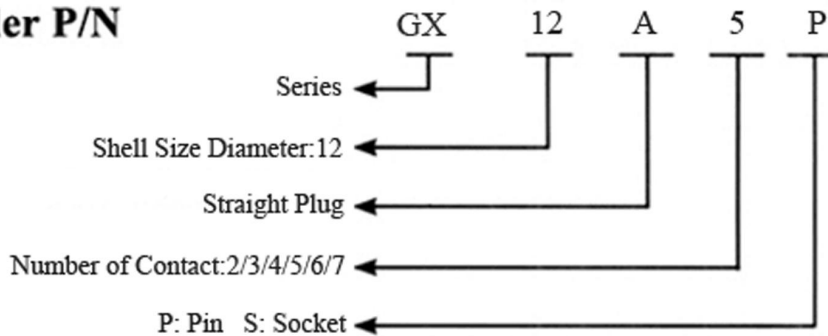 P/N GX 12 A 5 P
Series
Shell Size Diameter:12
Straight Plug
Number of Contact:2/3/4/5/6/7
P: Pin S: Socket